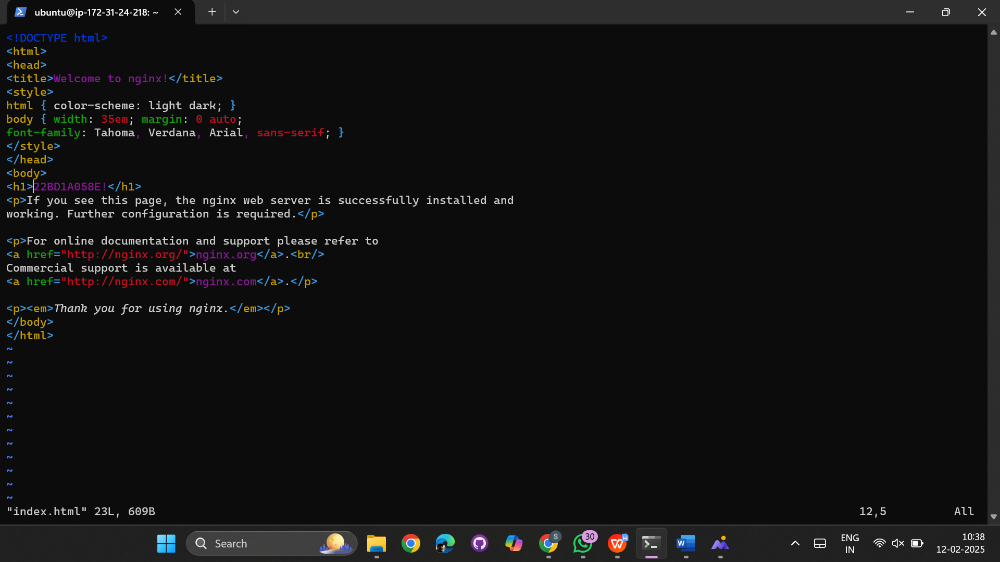 ubuntu@ip-172-31-24-218: ~
<!DOCTYPE html>
<html>
<head>
<title>Welcome to nginx!</title>
<style>
html { color-scheme: light dark; }
body { width: 35em; margin: 0 auto;
font-family: Tahoma, Verdana, Arial, sans-serif; }
</style>
</head>
<body>
<h1>22BD1A058E!</h1>
<p>If you see this page, the nginx web server is successfully installed and
working. Further configuration is required.</p>

<p>For online documentation and support please refer to
<a href="http://nginx.org/">nginx.org</a>.<br/>
Commercial support is available at
<a href="http://nginx.com/">nginx.com</a>.</p>

<p><em>Thank you for using nginx.</em></p>
</body>
</html>
~
~
~
~
~
~
~
~
~
~
~
~
"index.html" 23L, 609B 12,5 All
Search
S
30
W
ENG
IN
10:38
12-02-2025